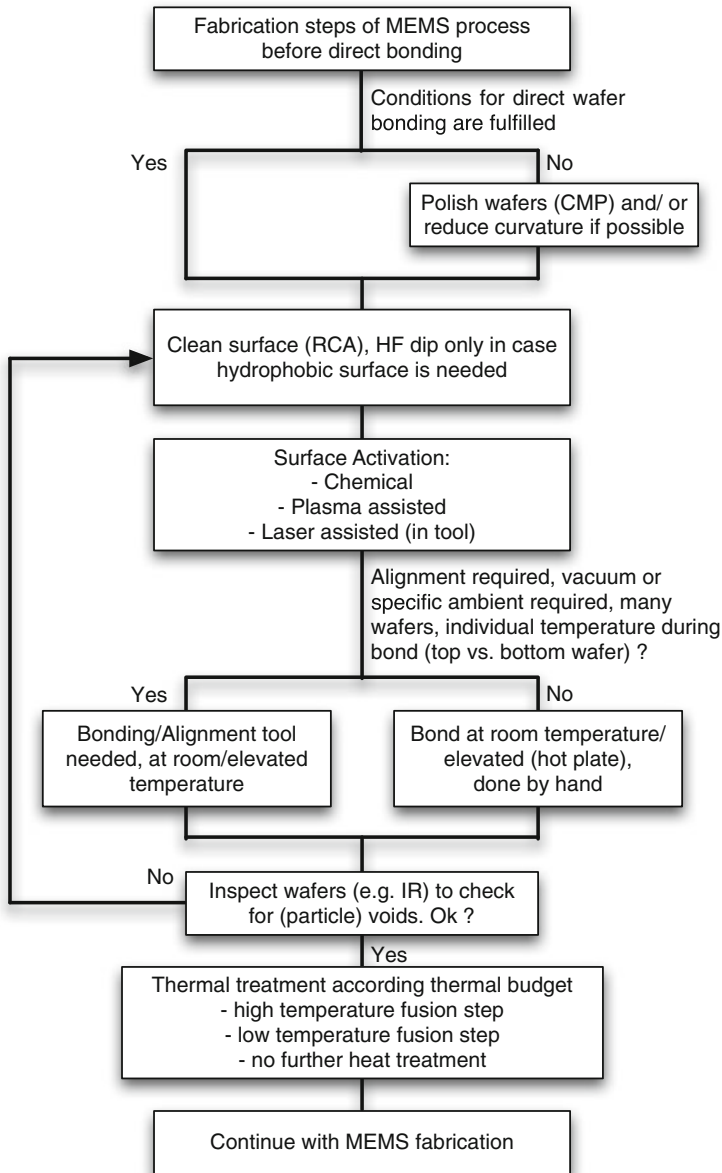 Fabrication steps of MEMS process
before direct bonding
Conditions for direct wafer
bonding are fulfilled
Yes
No
Polish wafers (CMP) and/ or
reduce curvature if possible
Clean surface (RCA), HF dip only in case
hydrophobic surface is needed
Surface Activation:
- Chemical
- Plasma assisted
- Laser assisted (in tool)
Alignment required, vacuum or
specific ambient required, many
wafers, individual temperature during
bond (top vs. bottom wafer) ?
Yes
No
Bonding/Alignment tool
needed, at room/elevated
temperature
Bond at room temperature/
elevated (hot plate),
done by hand
No
Inspect wafers (e.g. IR) to check
for (particle) voids. Ok ?
Yes
Thermal treatment according thermal budget
- high temperature fusion step
- low temperature fusion step
- no further heat treatment
Continue with MEMS fabrication